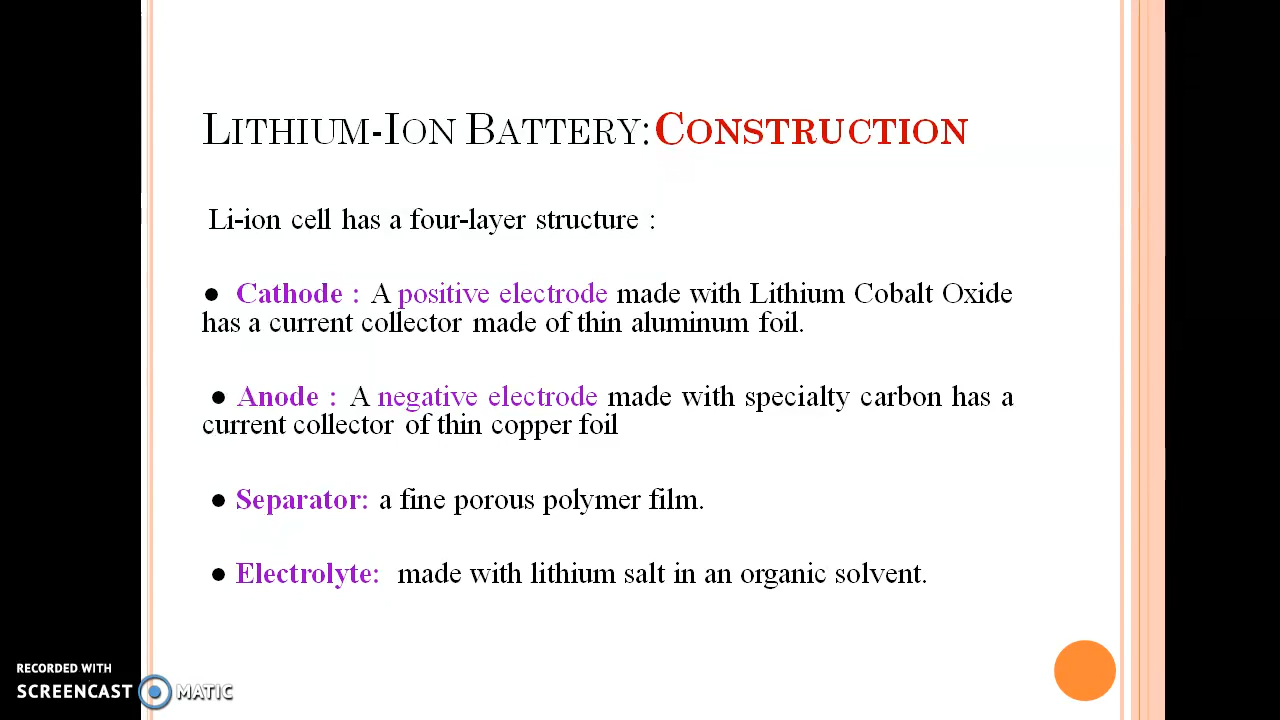 LITHIUM-ION BATTERY:CONSTRUCTION
Li-ion cell has a four-layer structure :
● Cathode : A positive electrode made with Lithium Cobalt Oxide
has a current collector made of thin aluminum foil.
● Anode : A negative electrode made with specialty carbon has a
current collector of thin copper foil
● Separator: a fine porous polymer film.
● Electrolyte: made with lithium salt in an organic solvent.
RECORDED WITH
SCREENCAST MATIC